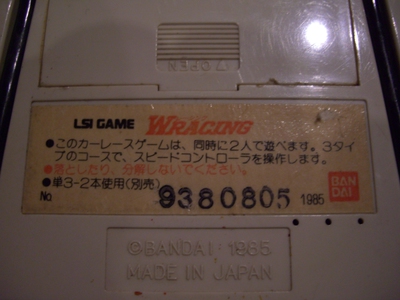 OPEN
LSI GAME WRACING
●このカーレースゲームは、同時に2人で遊べます。3タイ
プのコースで、スピードコントローラを操作します。
●落としたり、分解しないでください。
●単3-2本使用(別売)
No. 9380805 1985 BAN
DAI
©BANDAI 1985
MADE IN JAPAN